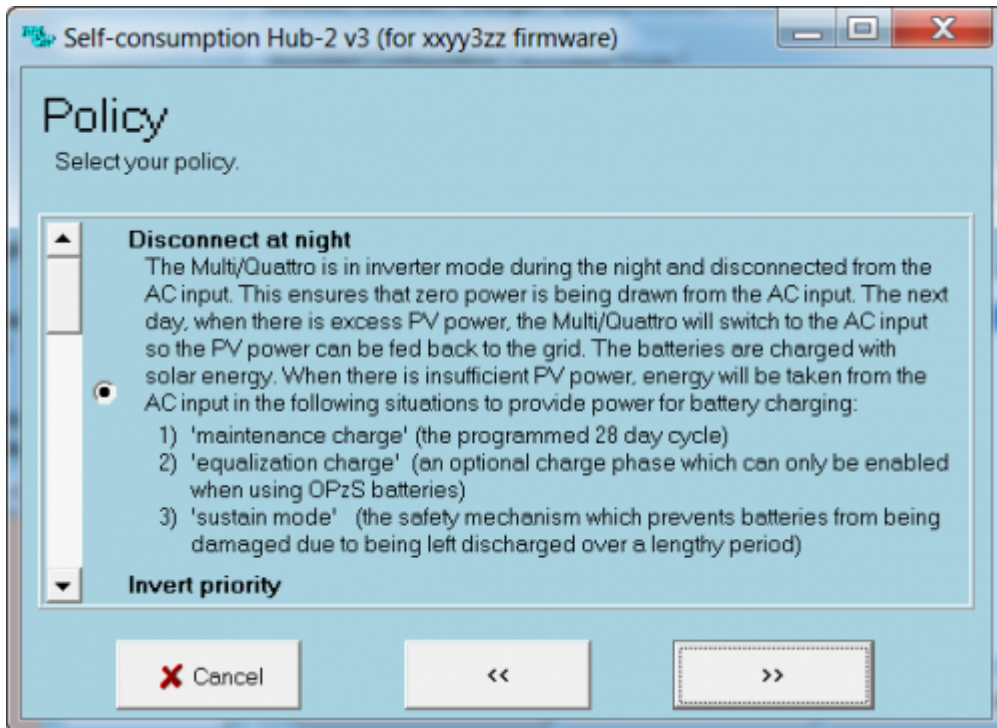 Self-consumption Hub-2 v3 (for xxyy3zz firmware)
Policy
Select your policy.
Disconnect at night
The Multi/Quattro is in inverter mode during the night and disconnected from the
AC input. This ensures that zero power is being drawn from the AC input. The next
day, when there is excess PV power, the Multi/Quattro will switch to the AC input
so the PV power can be fed back to the grid. The batteries are charged with
solar energy. When there is insufficient PV power, energy will be taken from the
AC input in the following situations to provide power for battery charging:
1) 'maintenance charge' (the programmed 28 day cycle)
2) 'equalization charge' (an optional charge phase which can only be enabled
when using OPzS batteries)
3) 'sustain mode' (the safety mechanism which prevents batteries from being
damaged due to being left discharged over a lengthy period)
Invert priority
Cancel
<<
>>